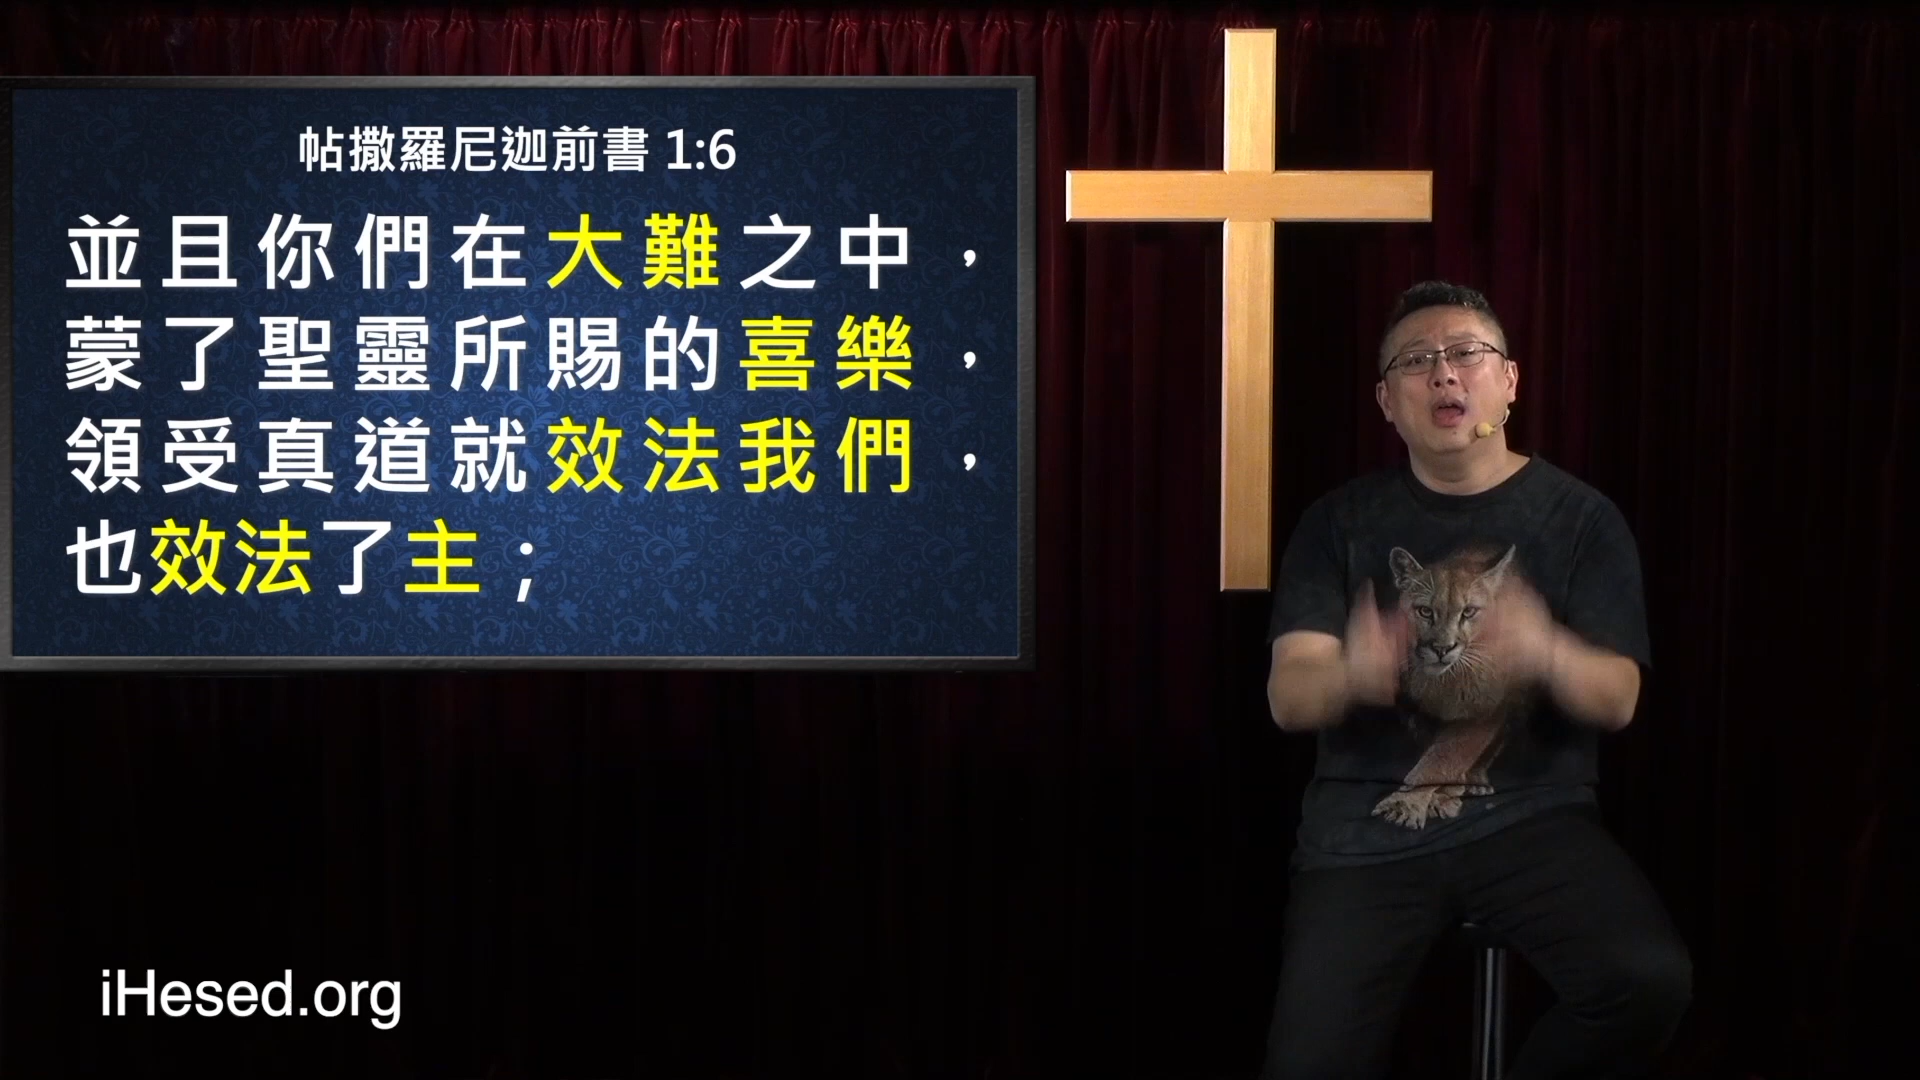 帖撒羅尼迦前書 1:6
並且你們在大難之中，
蒙了聖靈所賜的喜樂，
領受真道就效法我們，
也效法了主；
iHesed.org